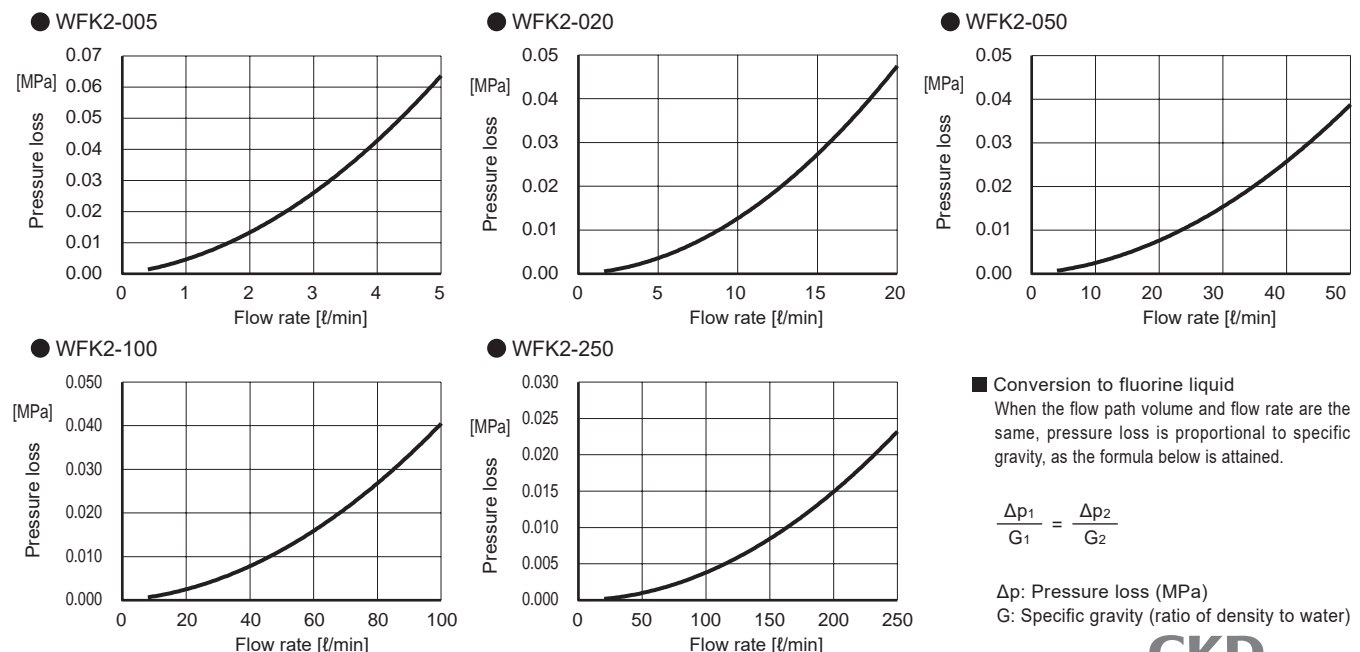 ● WFK2-005
[MPa]
Pressure loss
0.07
0.06
0.05
0.04
0.03
0.02
0.01
0.00
0 1 2 3 4 5
Flow rate [ℓ/min]
● WFK2-020
[MPa]
Pressure loss
0.05
0.04
0.03
0.02
0.01
0.00
0 5 10 15 20
Flow rate [ℓ/min]
● WFK2-050
[MPa]
Pressure loss
0.05
0.04
0.03
0.02
0.01
0.00
0 10 20 30 40 50
Flow rate [ℓ/min]
● WFK2-100
[MPa]
Pressure loss
0.050
0.040
0.030
0.020
0.010
0.000
0 20 40 60 80 100
Flow rate [ℓ/min]
● WFK2-250
[MPa]
Pressure loss
0.030
0.025
0.020
0.015
0.010
0.005
0.000
0 50 100 150 200 250
Flow rate [ℓ/min]
■ Conversion to fluorine liquid
When the flow path volume and flow rate are the
same, pressure loss is proportional to specific
gravity, as the formula below is attained.
Δp1 / G1 = Δp2 / G2
Δp: Pressure loss (MPa)
G: Specific gravity (ratio of density to water)
CKD